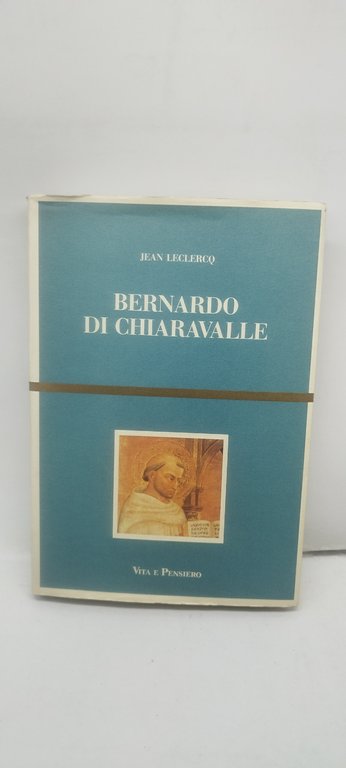 JEAN LECLERCQ
BERNARDO
DI CHIARAVALLE
VITA E PENSIERO